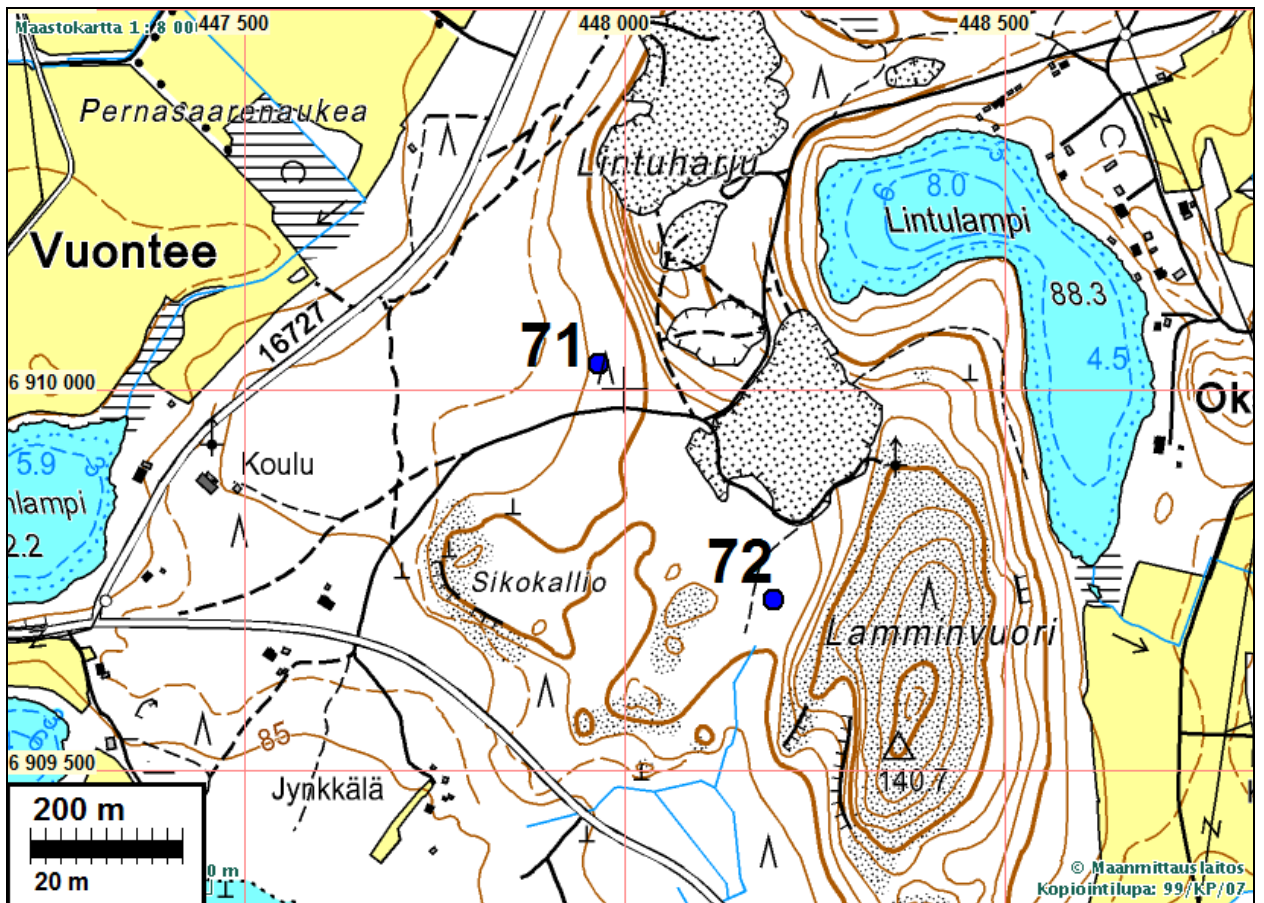 Maastokartta 1 : 8 00
447 500
448 000
448 500
Pernasaarenaukea
Lintuharju
8.0
Lintulampi
Vuontee
88.3
16727
71
4.5
6 910 000
Ok
5.9
3
Koulu
lampi
2.2
72
Sikokallio
Lamminvuori
85
6 909 500
140.7
Jynkkälä
200 m
20 m
0 m
© Maanmittauslaitos
Kopiointilupa: 99/KP/07